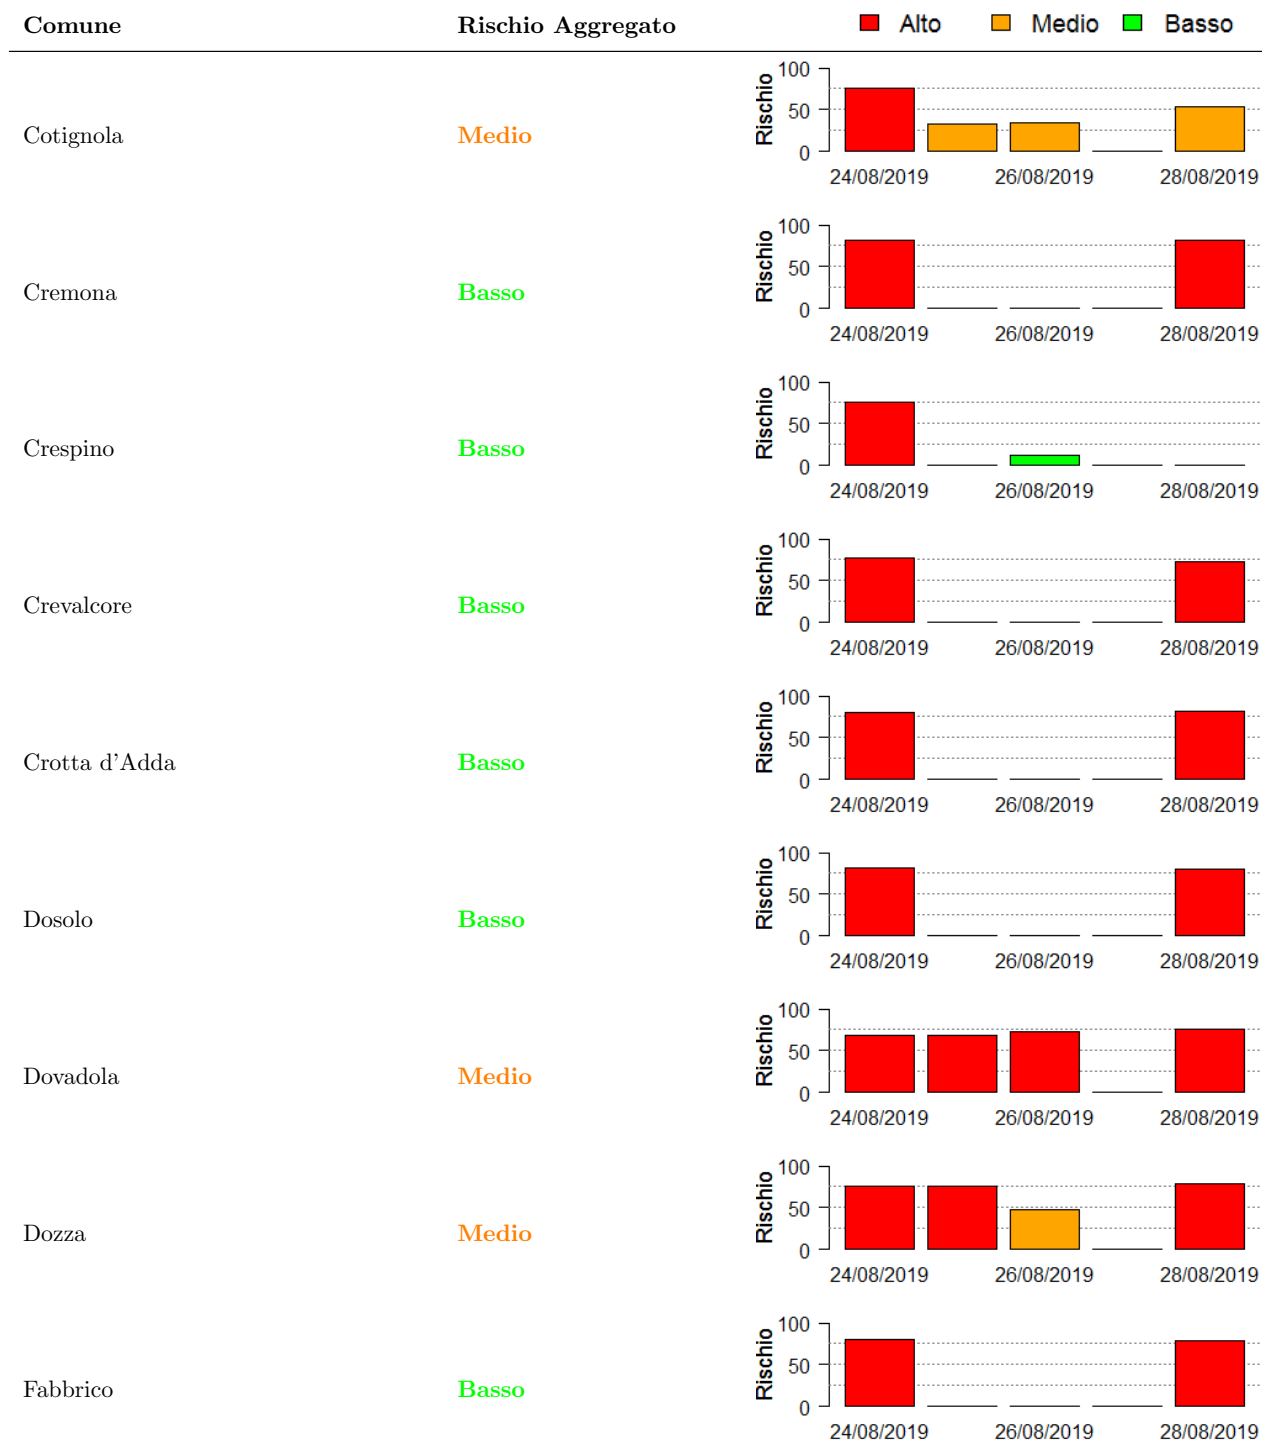 Comune Rischio Aggregato Alto Medio Basso
100
50
0
Rischio
Cotignola Medio
24/08/2019 26/08/2019 28/08/2019
100
50
0
Rischio
Cremona Basso
24/08/2019 26/08/2019 28/08/2019
100
50
0
Rischio
Crespino Basso
24/08/2019 26/08/2019 28/08/2019
100
50
0
Rischio
Crevalcore Basso
24/08/2019 26/08/2019 28/08/2019
100
50
0
Rischio
Crotta d'Adda Basso
24/08/2019 26/08/2019 28/08/2019
100
50
0
Rischio
Dosolo Basso
24/08/2019 26/08/2019 28/08/2019
100
50
0
Rischio
Dovadola Medio
24/08/2019 26/08/2019 28/08/2019
100
50
0
Rischio
Dozza Medio
24/08/2019 26/08/2019 28/08/2019
100
50
0
Rischio
Fabbrico Basso
24/08/2019 26/08/2019 28/08/2019